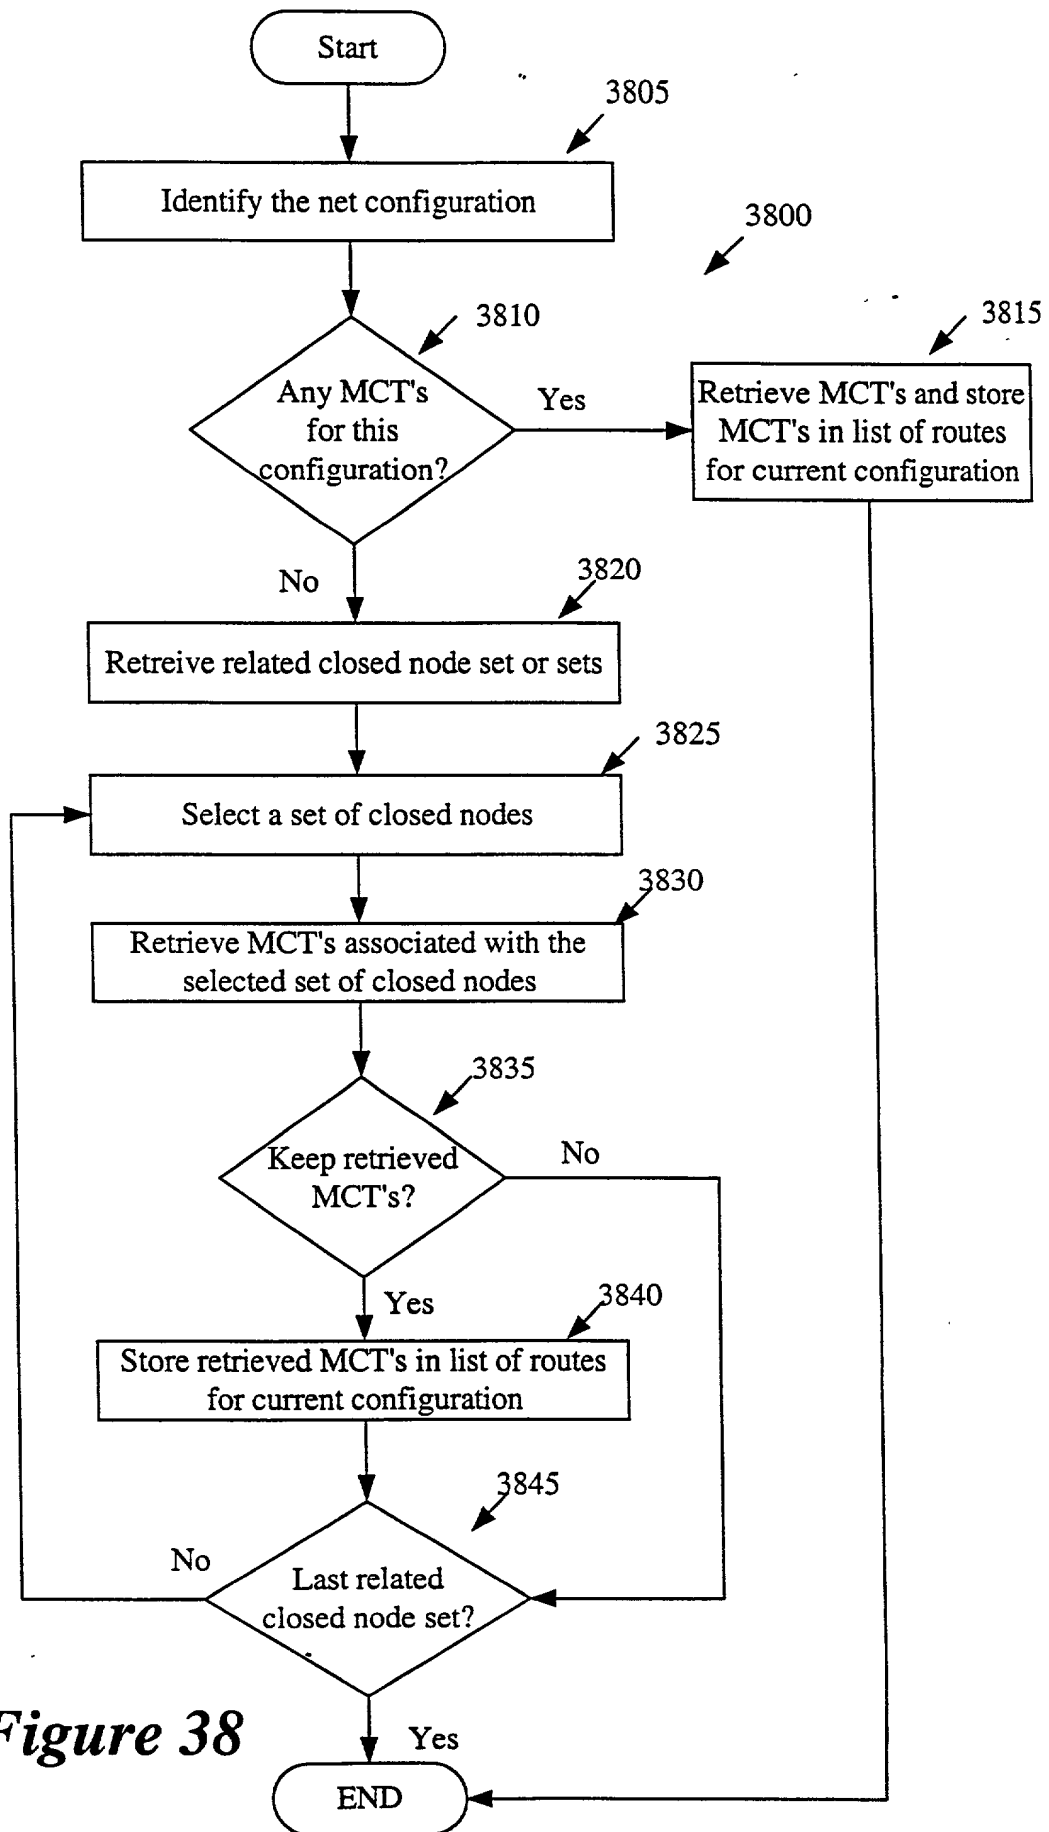 Start
3805
Identify the net configuration
3800
3810
3815
Any MCT's
for this
configuration?
Yes
Retrieve MCT's and store
MCT's in list of routes
for current configuration
No
3820
Retreive related closed node set or sets
3825
Select a set of closed nodes
3830
Retrieve MCT's associated with the
selected set of closed nodes
3835
Keep retrieved
MCT's?
No
Yes
3840
Store retrieved MCT's in list of routes
for current configuration
3845
No
Last related
closed node set?
Figure 38
Yes
END